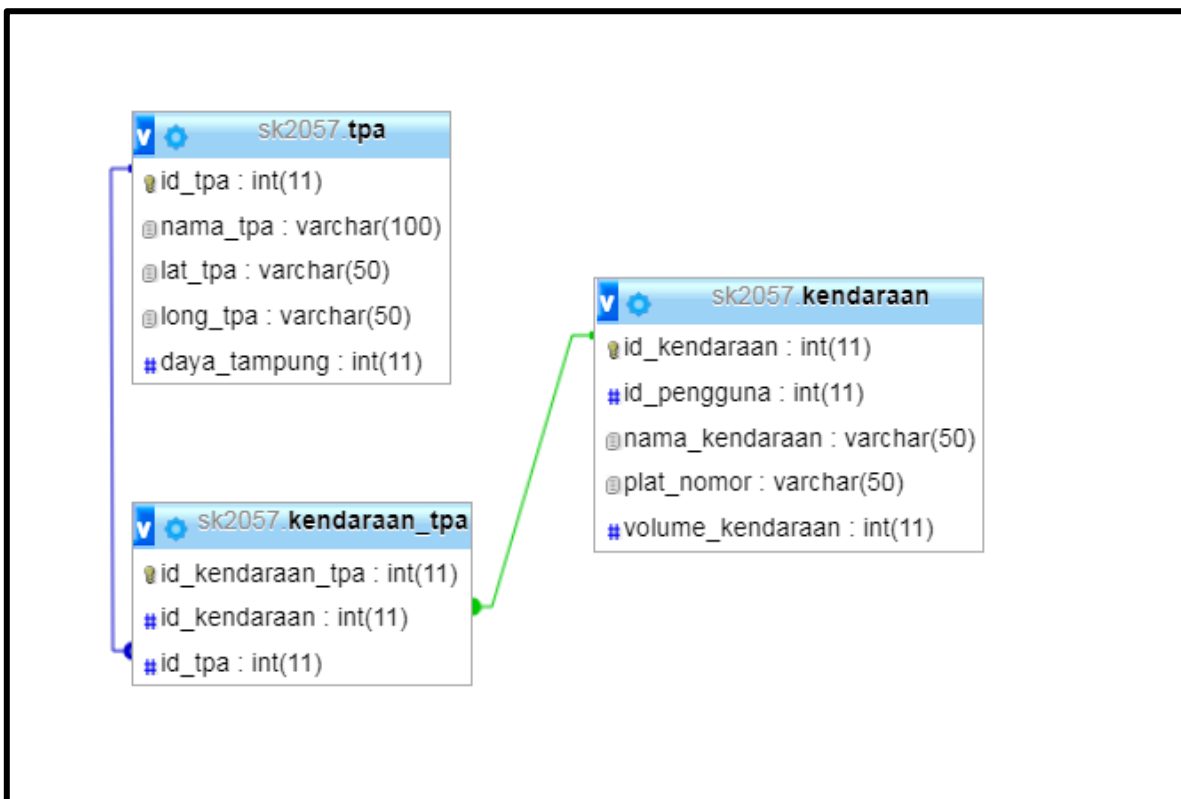 sk2057.tpa
id_tpa : int(11)
nama_tpa : varchar(100)
lat_tpa : varchar(50)
long_tpa : varchar(50)
daya_tampung : int(11)
sk2057.kendaraan
id_kendaraan : int(11)
id_pengguna : int(11)
nama_kendaraan : varchar(50)
plat_nomor : varchar(50)
volume_kendaraan : int(11)
sk2057.kendaraan_tpa
id_kendaraan_tpa : int(11)
id_kendaraan : int(11)
id_tpa : int(11)